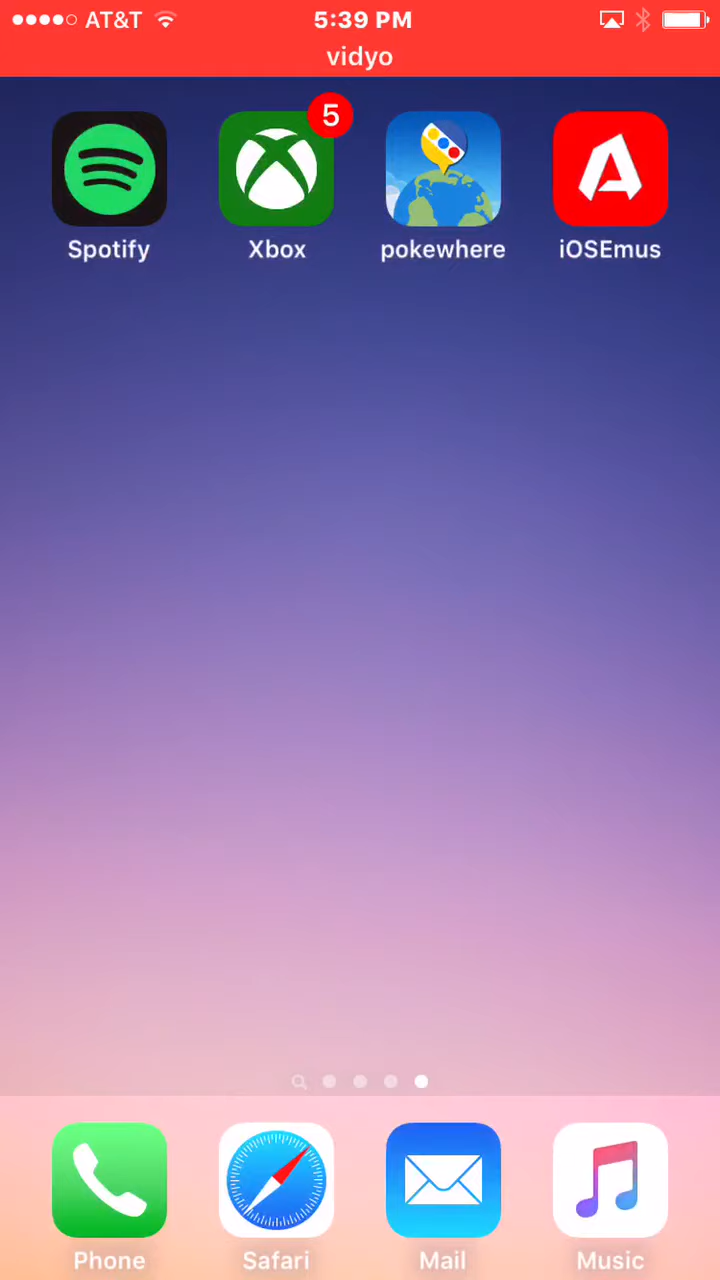 AT&T 5:39 PM
vidyo
5
Spotify Xbox pokewhere iOSEmus
Phone Safari Mail Music